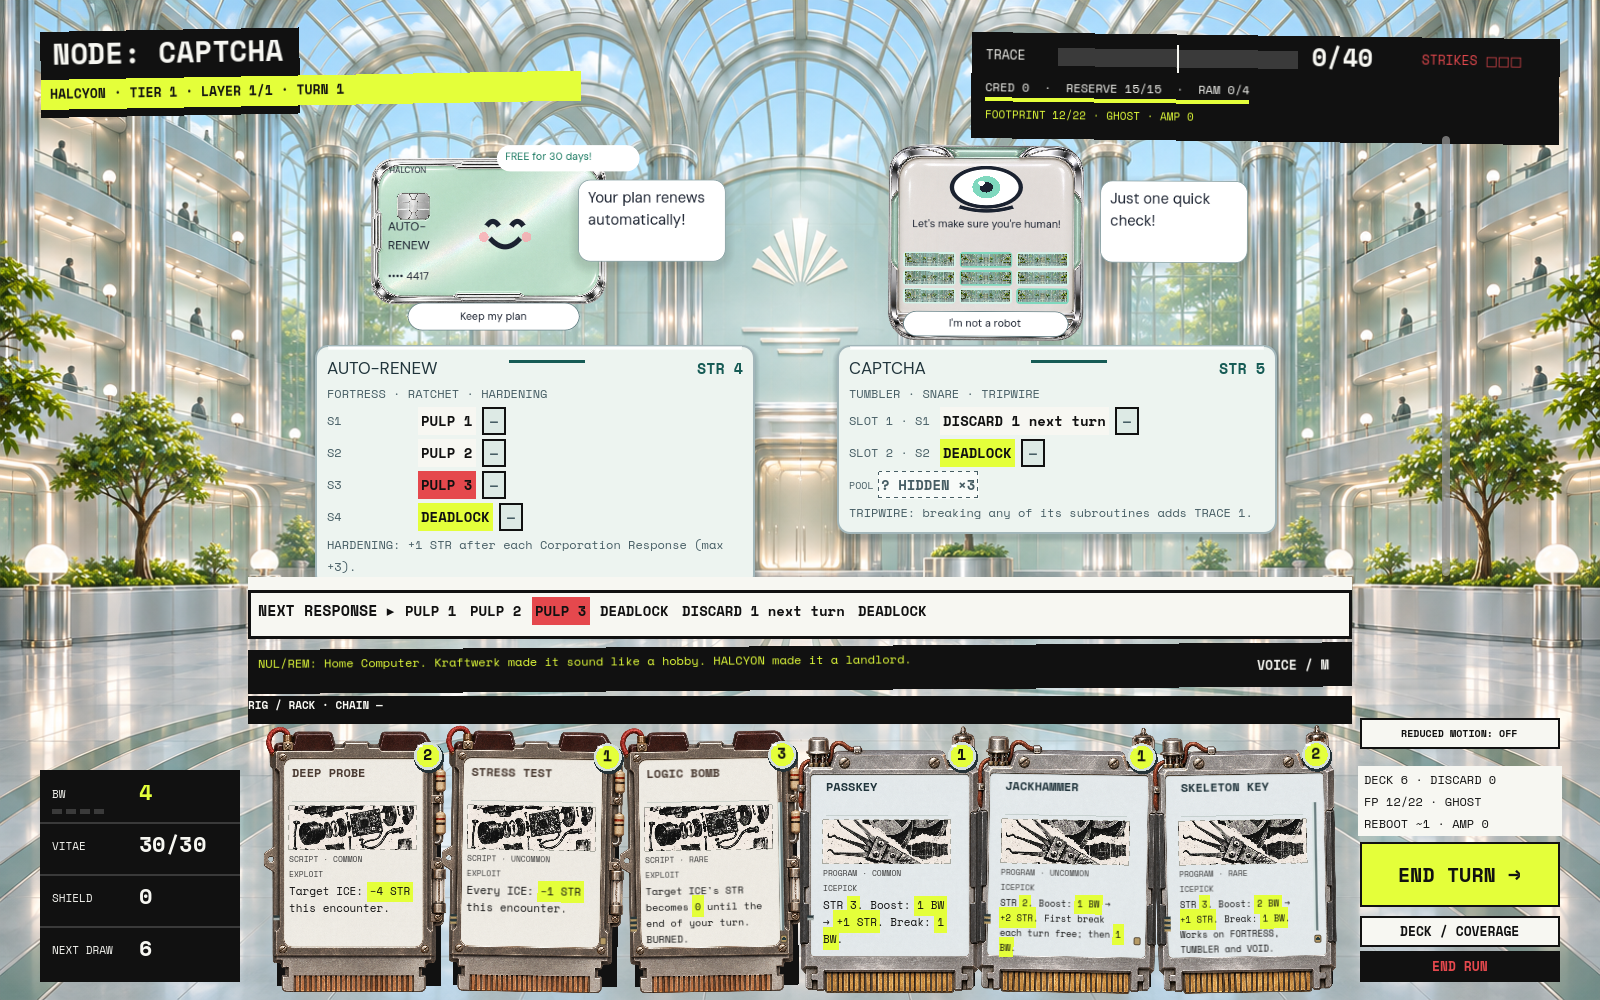 NODE: CAPTCHA
HALCYON · TIER 1 · LAYER 1/1 · TURN 1
TRACE 0/40 STRIKES □□□
CRED 0 · RESERVE 15/15 · RAM 0/4
FOOTPRINT 12/22 · GHOST · AMP 0
FREE for 30 days!
HALCYON
AUTO-
RENEW
•••• 4417
Keep my plan
Your plan renews
automatically!
Let's make sure you're human!
I'm not a robot
Just one quick
check!
AUTO-RENEW STR 4
FORTRESS · RATCHET · HARDENING
S1 PULP 1 —
S2 PULP 2 —
S3 PULP 3 —
S4 DEADLOCK —
HARDENING: +1 STR after each Corporation Response (max
+3).
CAPTCHA STR 5
TUMBLER · SNARE · TRIPWIRE
SLOT 1 · S1 DISCARD 1 next turn —
SLOT 2 · S2 DEADLOCK —
POOL ? HIDDEN ×3
TRIPWIRE: breaking any of its subroutines adds TRACE 1.
NEXT RESPONSE ▸ PULP 1 PULP 2 PULP 3 DEADLOCK DISCARD 1 next turn DEADLOCK
NUL/REM: Home Computer. Kraftwerk made it sound like a hobby. HALCYON made it a landlord.
VOICE / M
RIG / RACK · CHAIN —
BW 4
VITAE 30/30
SHIELD 0
NEXT DRAW 6
2
DEEP PROBE
SCRIPT · COMMON
EXPLOIT
Target ICE: -4 STR
this encounter.
1
STRESS TEST
SCRIPT · UNCOMMON
EXPLOIT
Every ICE: -1 STR
this encounter.
3
LOGIC BOMB
SCRIPT · RARE
EXPLOIT
Target ICE's STR
becomes 0 until the
end of your turn.
BURNED.
1
PASSKEY
PROGRAM · COMMON
ICEPICK
STR 3. Boost: 1 BW
→ +1 STR. Break: 1
BW.
1
JACKHAMMER
PROGRAM · UNCOMMON
ICEPICK
STR 2. Boost: 1 BW →
+2 STR. First break
each turn free; then 1
BW.
2
SKELETON KEY
PROGRAM · RARE
ICEPICK
STR 3. Boost: 2 BW →
+1 STR. Break: 1 BW.
Works on FORTRESS,
TUMBLER and VOID.
REDUCED MOTION: OFF
DECK 6 · DISCARD 0
FP 12/22 · GHOST
REBOOT ~1 · AMP 0
END TURN →
DECK / COVERAGE
END RUN